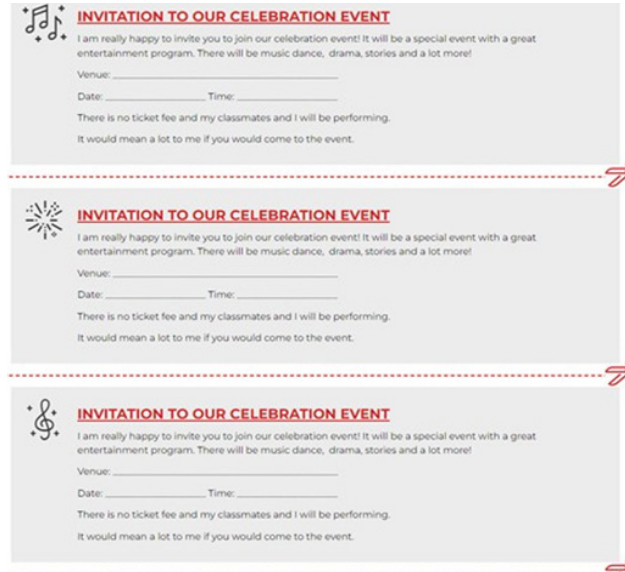 INVITATION TO OUR CELEBRATION EVENT
I am really happy to invite you to join our celebration event! It will be a special event with a great
entertainment program. There will be music dance, drama, stories and a lot more!
Venue: ____________________
Date: ____________________ Time: ____________________
There is no ticket fee and my classmates and I will be performing.
It would mean a lot to me if you would come to the event.
INVITATION TO OUR CELEBRATION EVENT
I am really happy to invite you to join our celebration event! It will be a special event with a great
entertainment program. There will be music dance, drama, stories and a lot more!
Venue: ____________________
Date: ____________________ Time: ____________________
There is no ticket fee and my classmates and I will be performing.
It would mean a lot to me if you would come to the event.
INVITATION TO OUR CELEBRATION EVENT
I am really happy to invite you to join our celebration event! It will be a special event with a great
entertainment program. There will be music dance, drama, stories and a lot more!
Venue: ____________________
Date: ____________________ Time: ____________________
There is no ticket fee and my classmates and I will be performing.
It would mean a lot to me if you would come to the event.